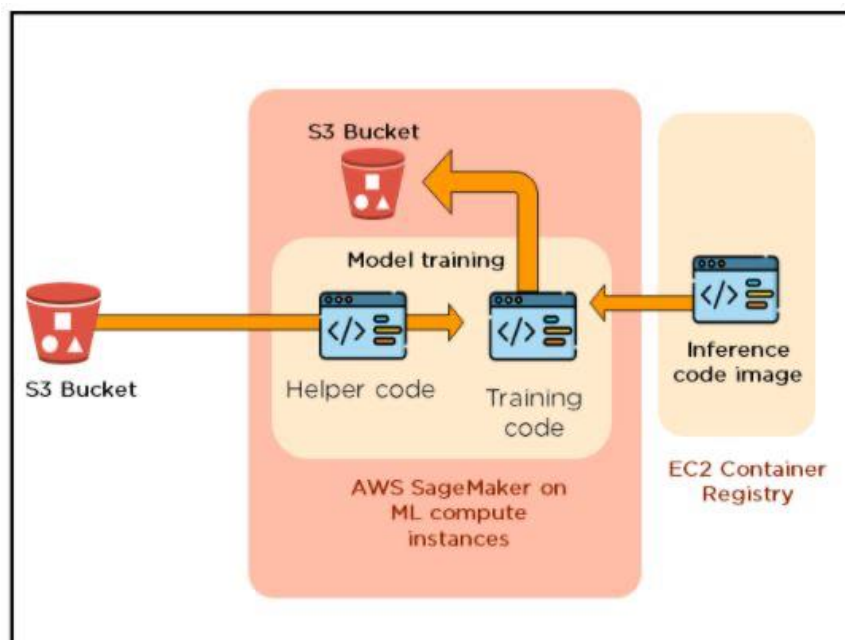 S3 Bucket
Model training
S3 Bucket
Helper code
Training
code
Inference
code image
AWS SageMaker on
ML compute
instances
EC2 Container
Registry